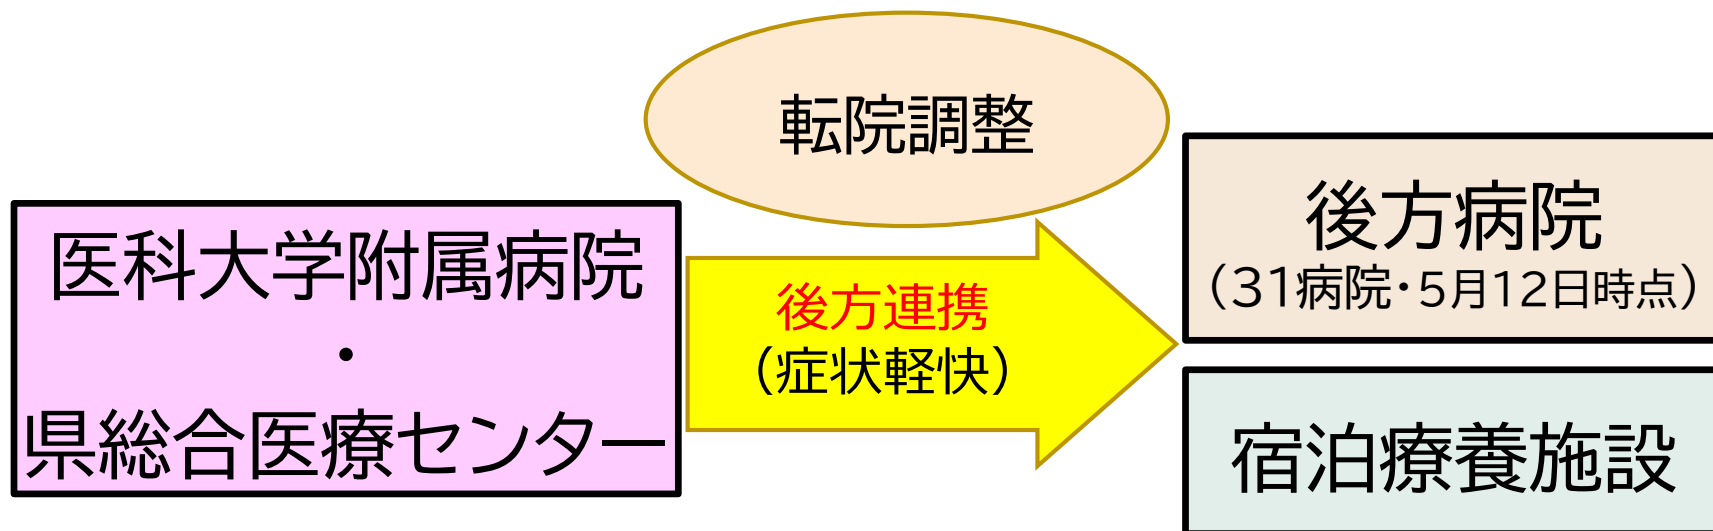 転院調整
医科大学附属病院
・
県総合医療センター
後方連携
（症状軽快）
後方病院
（31病院・5月12日時点）
宿泊療養施設